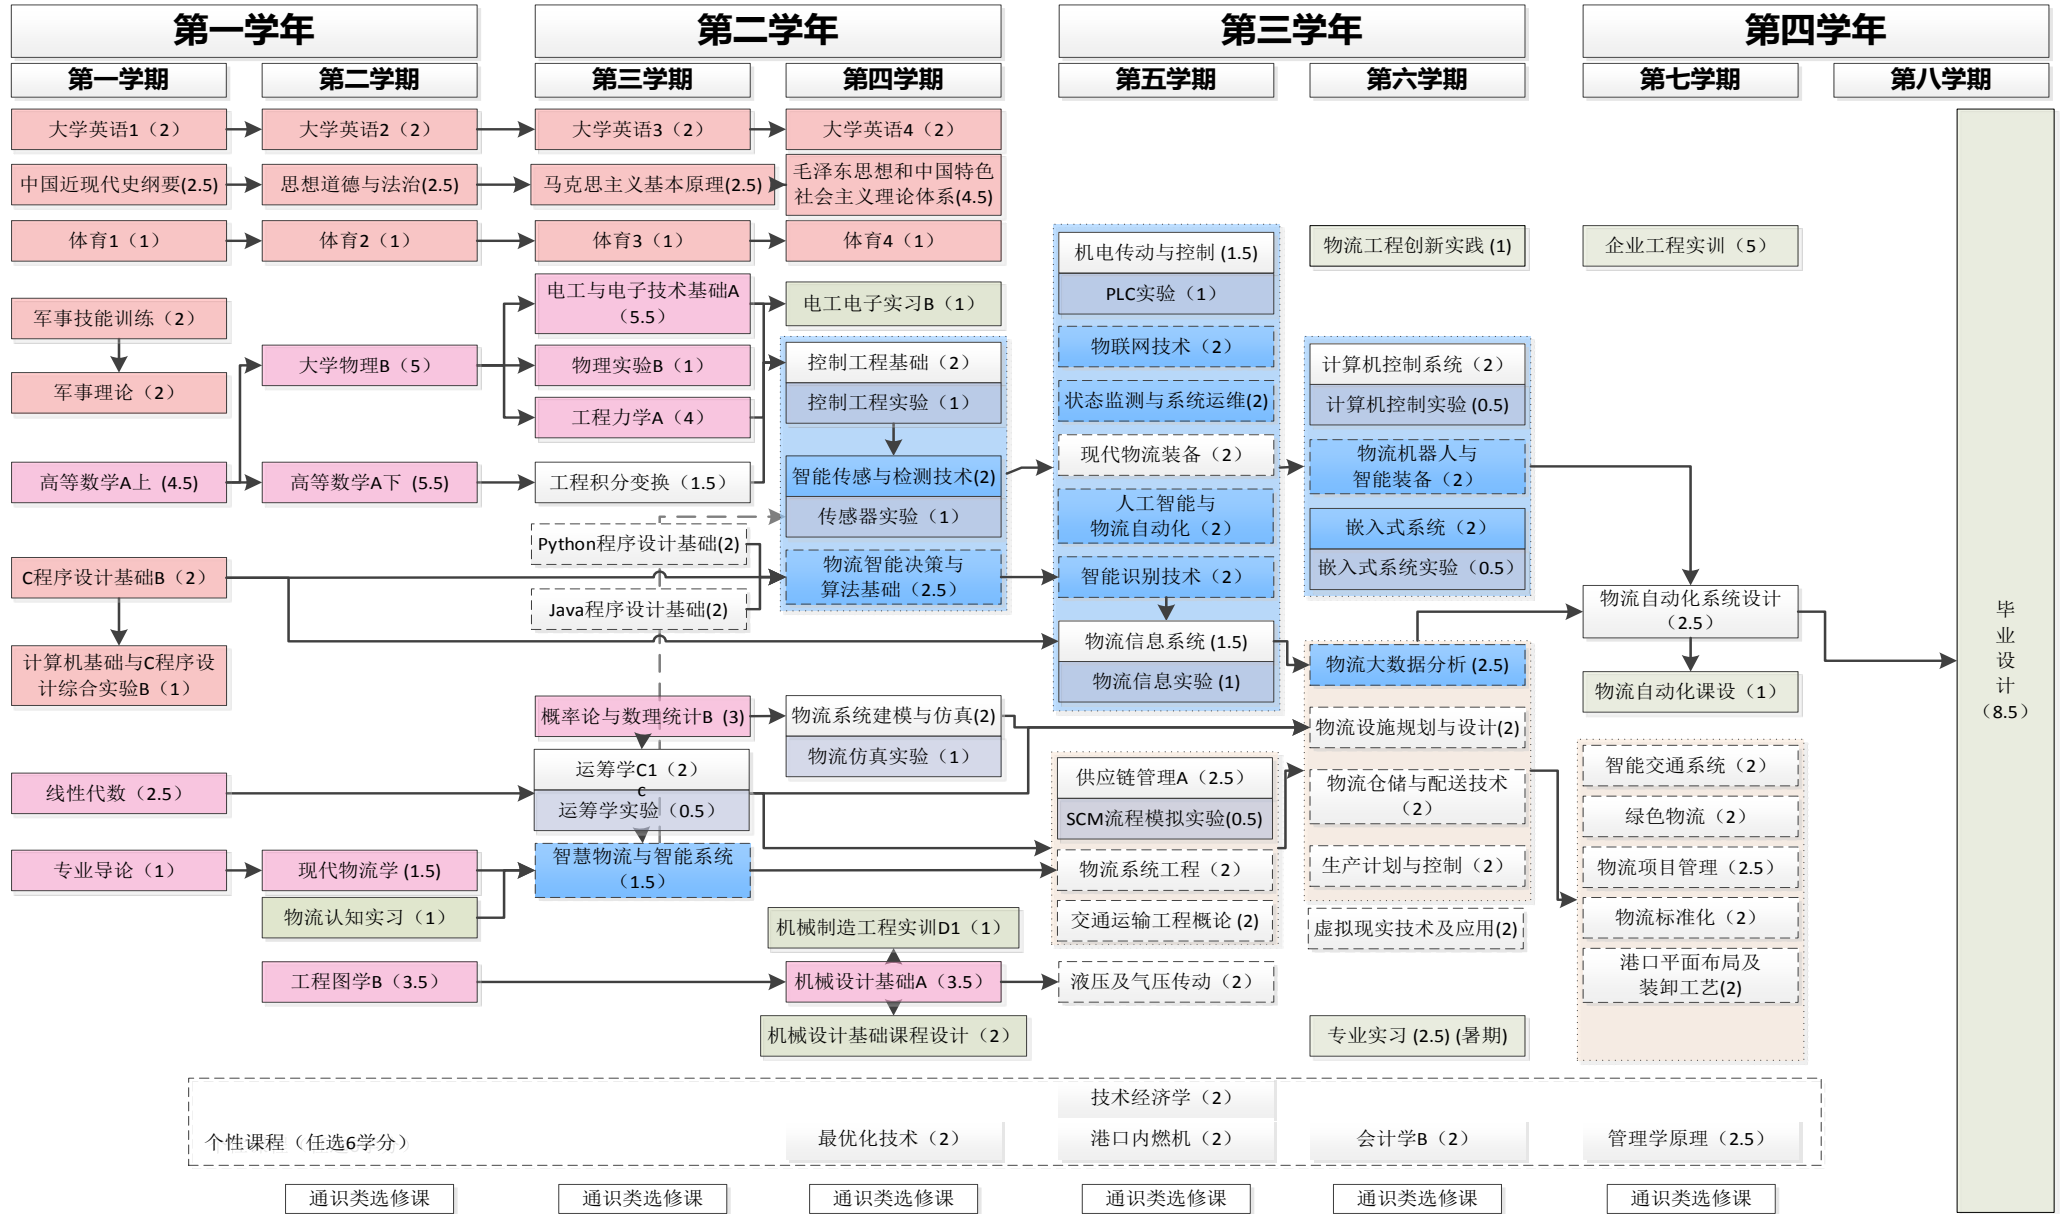 第一学年
第二学年
第三学年
第四学年
第一学期
第二学期
第三学期
第四学期
第五学期
第六学期
第七学期
第八学期
大学英语1（2）
大学英语2（2）
大学英语3（2）
大学英语4（2）
中国近现代史纲要(2.5)
思想道德与法治(2.5)
马克思主义基本原理(2.5)
毛泽东思想和中国特色
社会主义理论体系(4.5)
体育1（1）
体育2（1）
体育3（1）
体育4（1）
机电传动与控制 (1.5)
PLC实验（1）
物流工程创新实践 (1)
企业工程实训（5）
军事技能训练（2）
军事理论（2）
大学物理B（5）
电工与电子技术基础A
（5.5）
物理实验B（1）
工程力学A（4）
电工电子实习B（1）
控制工程基础（2）
控制工程实验（1）
物联网技术（2）
状态监测与系统运维(2)
计算机控制系统（2）
计算机控制实验 (0.5)
高等数学A上 (4.5)
高等数学A下 (5.5)
工程积分变换（1.5）
智能传感与检测技术(2)
传感器实验（1）
现代物流装备（2）
人工智能与
物流自动化（2）
物流机器人与
智能装备（2）
嵌入式系统（2）
嵌入式系统实验（0.5）
Python程序设计基础(2)
Java程序设计基础(2)
C程序设计基础B（2）
计算机基础与C程序设
计综合实验B（1）
物流智能决策与
算法基础（2.5）
智能识别技术（2）
物流信息系统 (1.5)
物流信息实验 (1)
物流大数据分析 (2.5)
物流自动化系统设计
（2.5）
物流自动化课设（1）
毕
业
设
计
（8.5）
概率论与数理统计B (3)
物流系统建模与仿真(2)
物流仿真实验（1）
物流设施规划与设计(2)
线性代数（2.5）
运筹学C1（2）
c
运筹学实验（0.5）
供应链管理A（2.5）
SCM流程模拟实验(0.5)
物流仓储与配送技术
（2）
智能交通系统（2）
绿色物流（2）
专业导论（1）
现代物流学 (1.5)
物流认知实习（1）
智慧物流与智能系统
（1.5）
物流系统工程（2）
交通运输工程概论 (2)
生产计划与控制（2）
虚拟现实技术及应用(2)
物流项目管理（2.5）
物流标准化（2）
港口平面布局及
装卸工艺(2)
机械制造工程实训D1（1）
工程图学B（3.5）
机械设计基础A（3.5）
液压及气压传动（2）
机械设计基础课程设计（2）
专业实习 (2.5) (暑期)
个性课程（任选6学分）
最优化技术（2）
技术经济学（2）
港口内燃机（2）
会计学B（2）
管理学原理（2.5）
通识类选修课
通识类选修课
通识类选修课
通识类选修课
通识类选修课
通识类选修课